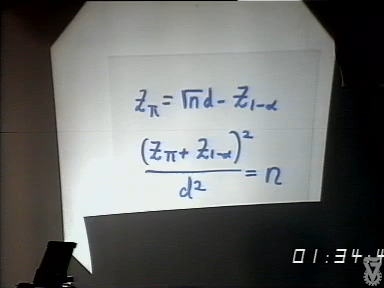 z_π = √n d - z_{1-α}
(z_π + z_{1-α})² / d² = n
01:34.4